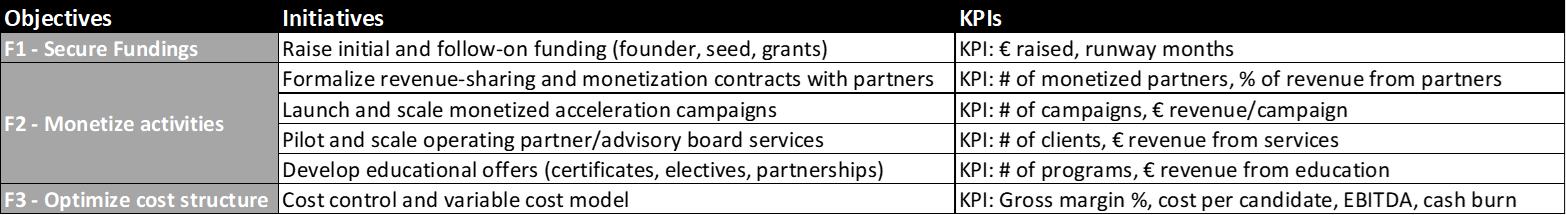 Objectives Initiatives KPIs
F1 - Secure Fundings Raise initial and follow-on funding (founder, seed, grants) KPI: € raised, runway months
F2 - Monetize activities Formalize revenue-sharing and monetization contracts with partners KPI: # of monetized partners, % of revenue from partners
Launch and scale monetized acceleration campaigns KPI: # of campaigns, € revenue/campaign
Pilot and scale operating partner/advisory board services KPI: # of clients, € revenue from services
Develop educational offers (certificates, electives, partnerships) KPI: # of programs, € revenue from education
F3 - Optimize cost structure Cost control and variable cost model KPI: Gross margin %, cost per candidate, EBITDA, cash burn